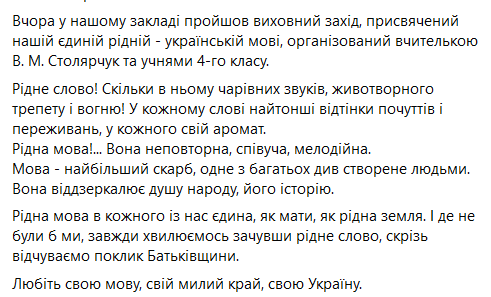 Вчора у нашому закладі пройшов виховний захід, присвячений
нашій єдиній рідній - українській мові, організований вчителькою
В. М. Столярчук та учнями 4-го класу.
Рідне слово! Скільки в ньому чарівних звуків, животворного
трепету і вогню! У кожному слові найтонші відтінки почуттів і
переживань, у кожного свій аромат.
Рідна мова!... Вона неповторна, співуча, мелодійна.
Мова - найбільший скарб, одне з багатьох див створене людьми.
Вона віддзеркалює душу народу, його історію.
Рідна мова в кожного із нас єдина, як мати, як рідна земля. І де не
були б ми, завжди хвилюємось зачувши рідне слово, скрізь
відчуваємо поклик Батьківщини.
Любіть свою мову, свій милий край, свою Україну.